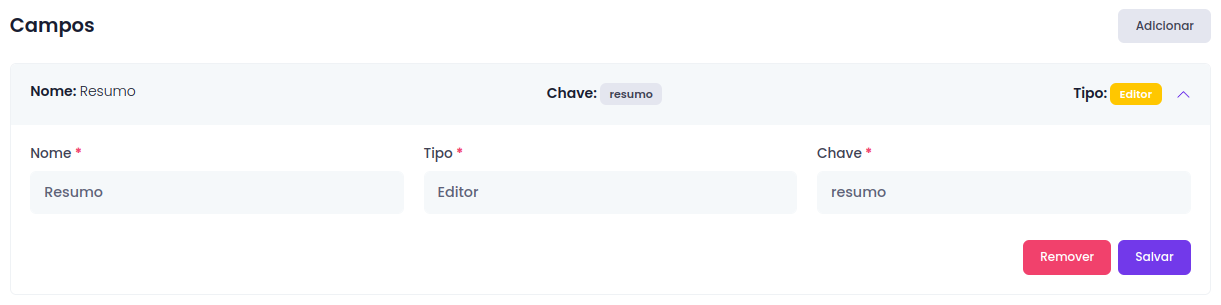 Campos
Adicionar
Nome: Resumo
Chave: resumo
Tipo: Editor
Nome *
Tipo *
Chave *
Resumo
Editor
resumo
Remover
Salvar